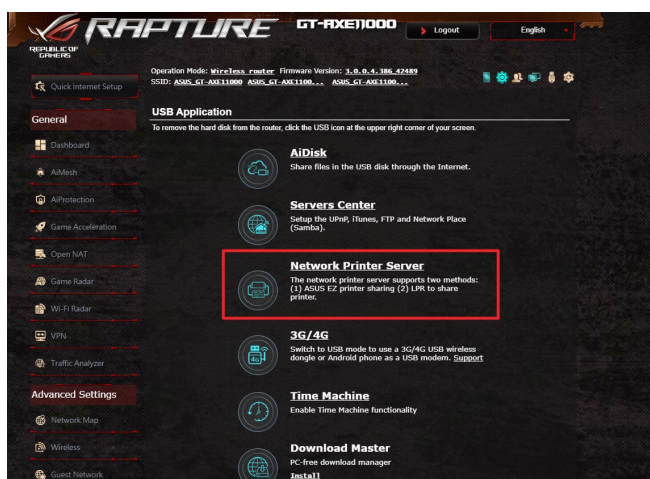 RAPTURE GT-AXE11000 Logout English
REPUBLIC OF
GAMERS
Operation Mode: Wireless router Firmware Version: 3.0.0.4.386_42489
SSID: ASUS_GT-AXE11000 ASUS_GT-AXE1100... ASUS_GT-AXE1100...
Quick Internet Setup
General
Dashboard
AiMesh
AiProtection
Game Acceleration
Open NAT
Game Radar
Wi-Fi Radar
VPN
Traffic Analyzer
Advanced Settings
Network Map
Wireless
Guest Network
USB Application
To remove the hard disk from the router, click the USB icon at the upper right corner of your screen.
AiDisk
Share files in the USB disk through the Internet.
Servers Center
Setup the UPnP, iTunes, FTP and Network Place
(Samba).
Network Printer Server
The network printer server supports two methods:
(1) ASUS EZ printer sharing (2) LPR to share
printer.
3G/4G
4G
Switch to USB mode to use a 3G/4G USB wireless
dongle or Android phone as a USB modem. Support
Time Machine
Enable Time Machine functionality
Download Master
PC-free download manager
Install